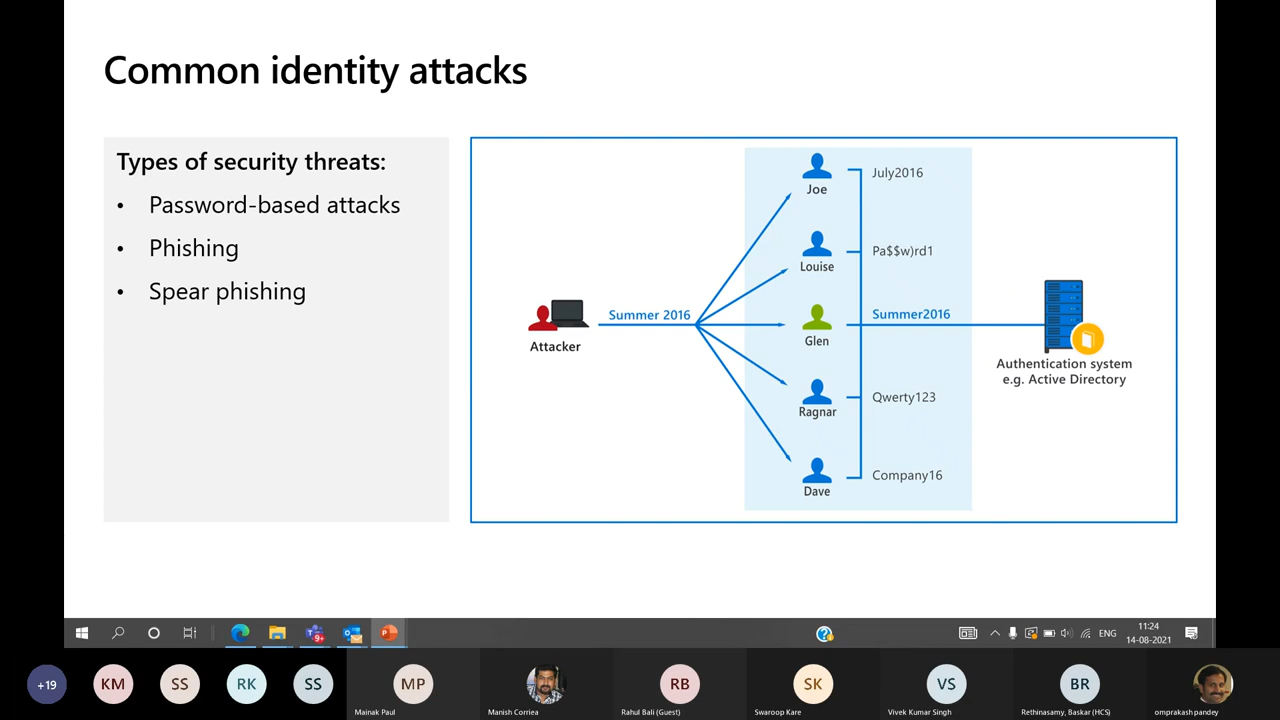 Common identity attacks
Types of security threats:
• Password-based attacks
• Phishing
• Spear phishing
Attacker
Summer 2016
Joe
July2016
Louise
Pa$$w)rd1
Glen
Summer2016
Ragnar
Qwerty123
Dave
Company16
Authentication system
e.g. Active Directory
9+
ENG
11:24
14-08-2021
+19
KM
SS
RK
SS
MP
Mainak Paul
Manish Corriea
RB
Rahul Bali (Guest)
SK
Swaroop Kare
VS
Vivek Kumar Singh
BR
Rethinasamy, Baskar (HCS)
omprakash pandey